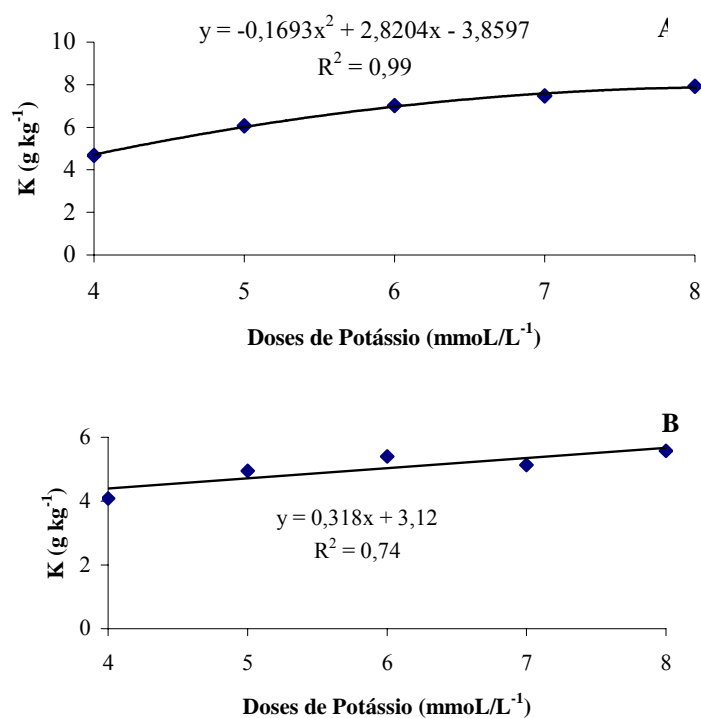 y = -0,1693x² + 2,8204x - 3,8597
A
R² = 0,99
K (g kg⁻¹)
10
8
6
4
2
0
4 5 6 7 8
Doses de Potássio (mmoL/L⁻¹)
B
K (g kg⁻¹)
6
4
2
0
y = 0,318x + 3,12
R² = 0,74
4 5 6 7 8
Doses de Potássio (mmoL/L⁻¹)